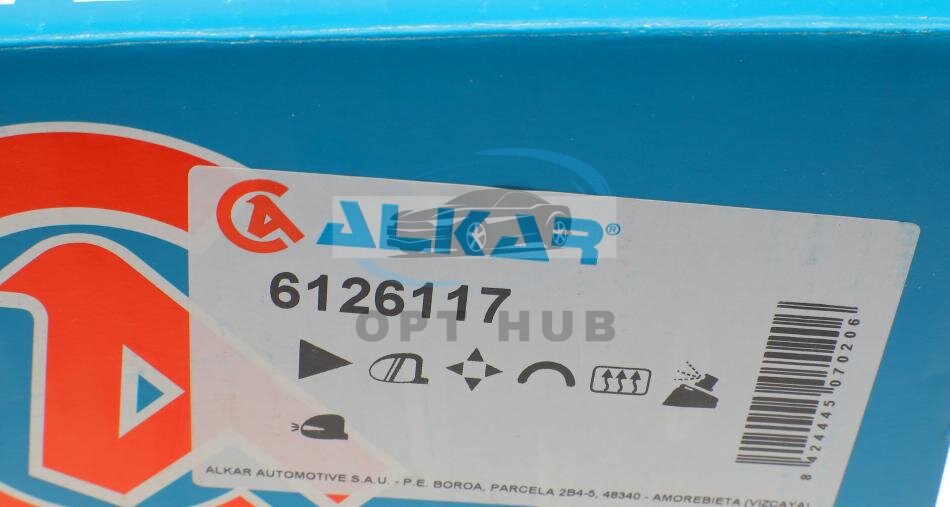 ALKAR®
6126117
OPT HUB
8 424445 070206
ALKAR AUTOMOTIVE S.A.U. - P.E. BOROA, PARCELA 2B4-5, 48340 - AMOREBIETA (VIZCAYA)